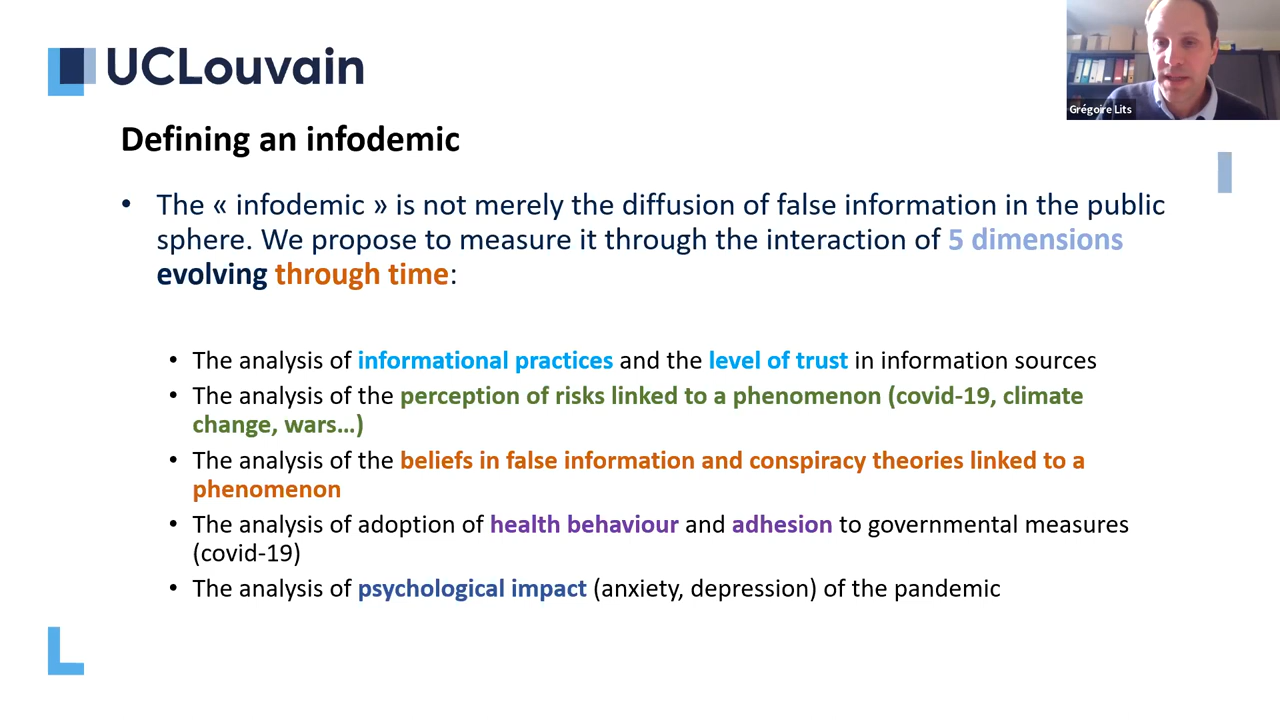 UCLouvain
Grégoire Lits
Defining an infodemic
• The « infodemic » is not merely the diffusion of false information in the public
sphere. We propose to measure it through the interaction of 5 dimensions
evolving through time:
• The analysis of informational practices and the level of trust in information sources
• The analysis of the perception of risks linked to a phenomenon (covid-19, climate
change, wars...)
• The analysis of the beliefs in false information and conspiracy theories linked to a
phenomenon
• The analysis of adoption of health behaviour and adhesion to governmental measures
(covid-19)
• The analysis of psychological impact (anxiety, depression) of the pandemic